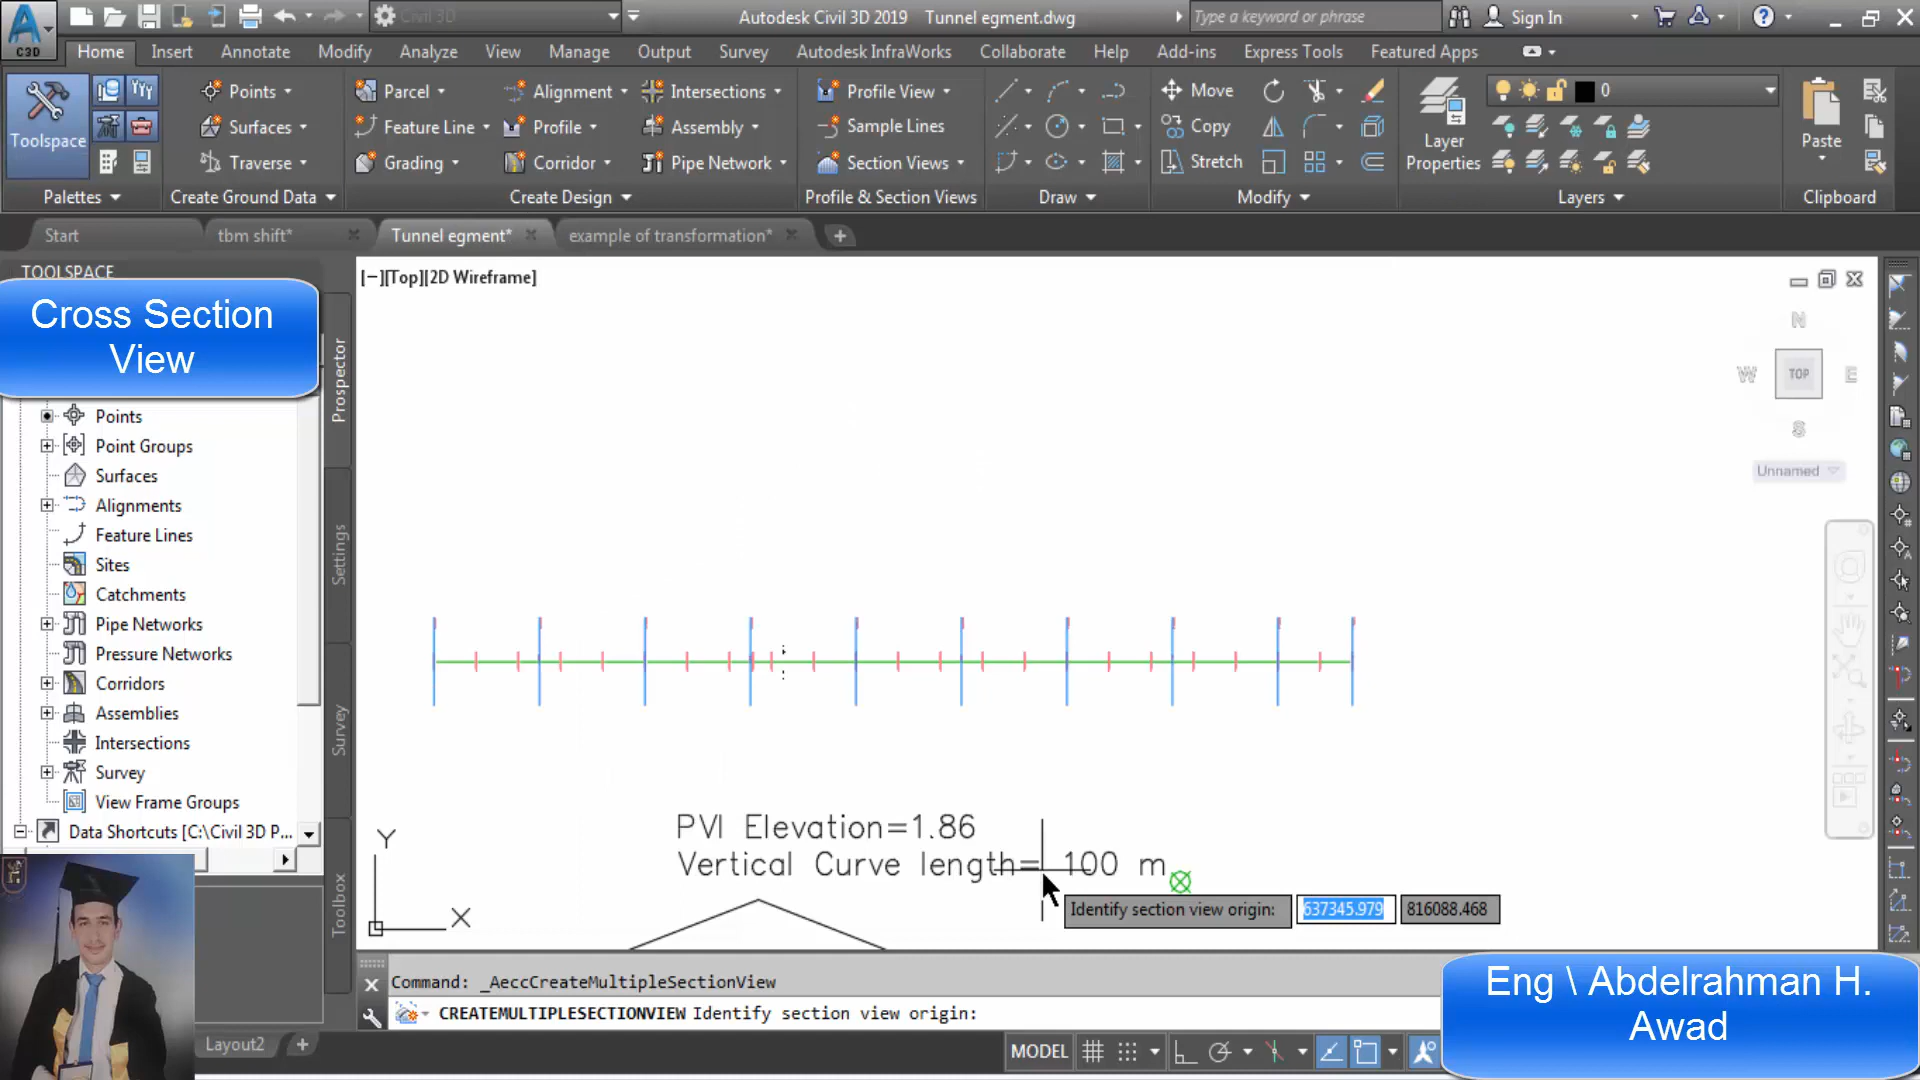 C3D
Civil 3D
Autodesk Civil 3D 2019 Tunnel egment.dwg
Type a keyword or phrase
Sign In
Home Insert Annotate Modify Analyze View Manage Output Survey Autodesk InfraWorks Collaborate Help Add-ins Express Tools Featured Apps
Toolspace
Palettes
Points
Surfaces
Traverse
Create Ground Data
Parcel
Feature Line
Grading
Alignment
Profile
Corridor
Intersections
Assembly
Pipe Network
Create Design
Profile View
Sample Lines
Section Views
Profile & Section Views
Draw
Move
Copy
Stretch
Modify
Layer
Properties
0
Layers
Paste
Clipboard
Start
tbm shift*
Tunnel egment*
example of transformation*
TOOLSPACE
Cross Section
View
Points
Point Groups
Surfaces
Alignments
Feature Lines
Sites
Catchments
Pipe Networks
Pressure Networks
Corridors
Assemblies
Intersections
Survey
View Frame Groups
Data Shortcuts [C:\Civil 3D P...
Prospector
Settings
Survey
Toolbox
[−][Top][2D Wireframe]
N
W
TOP
E
S
Unnamed
PVI Elevation=1.86
Vertical Curve length= 100 m
Y
X
Identify section view origin: 637345.979 816088.468
Command: _AeccCreateMultipleSectionView
CREATEMULTIPLESECTIONVIEW Identify section view origin:
Layout2
MODEL
Eng \ Abdelrahman H.
Awad